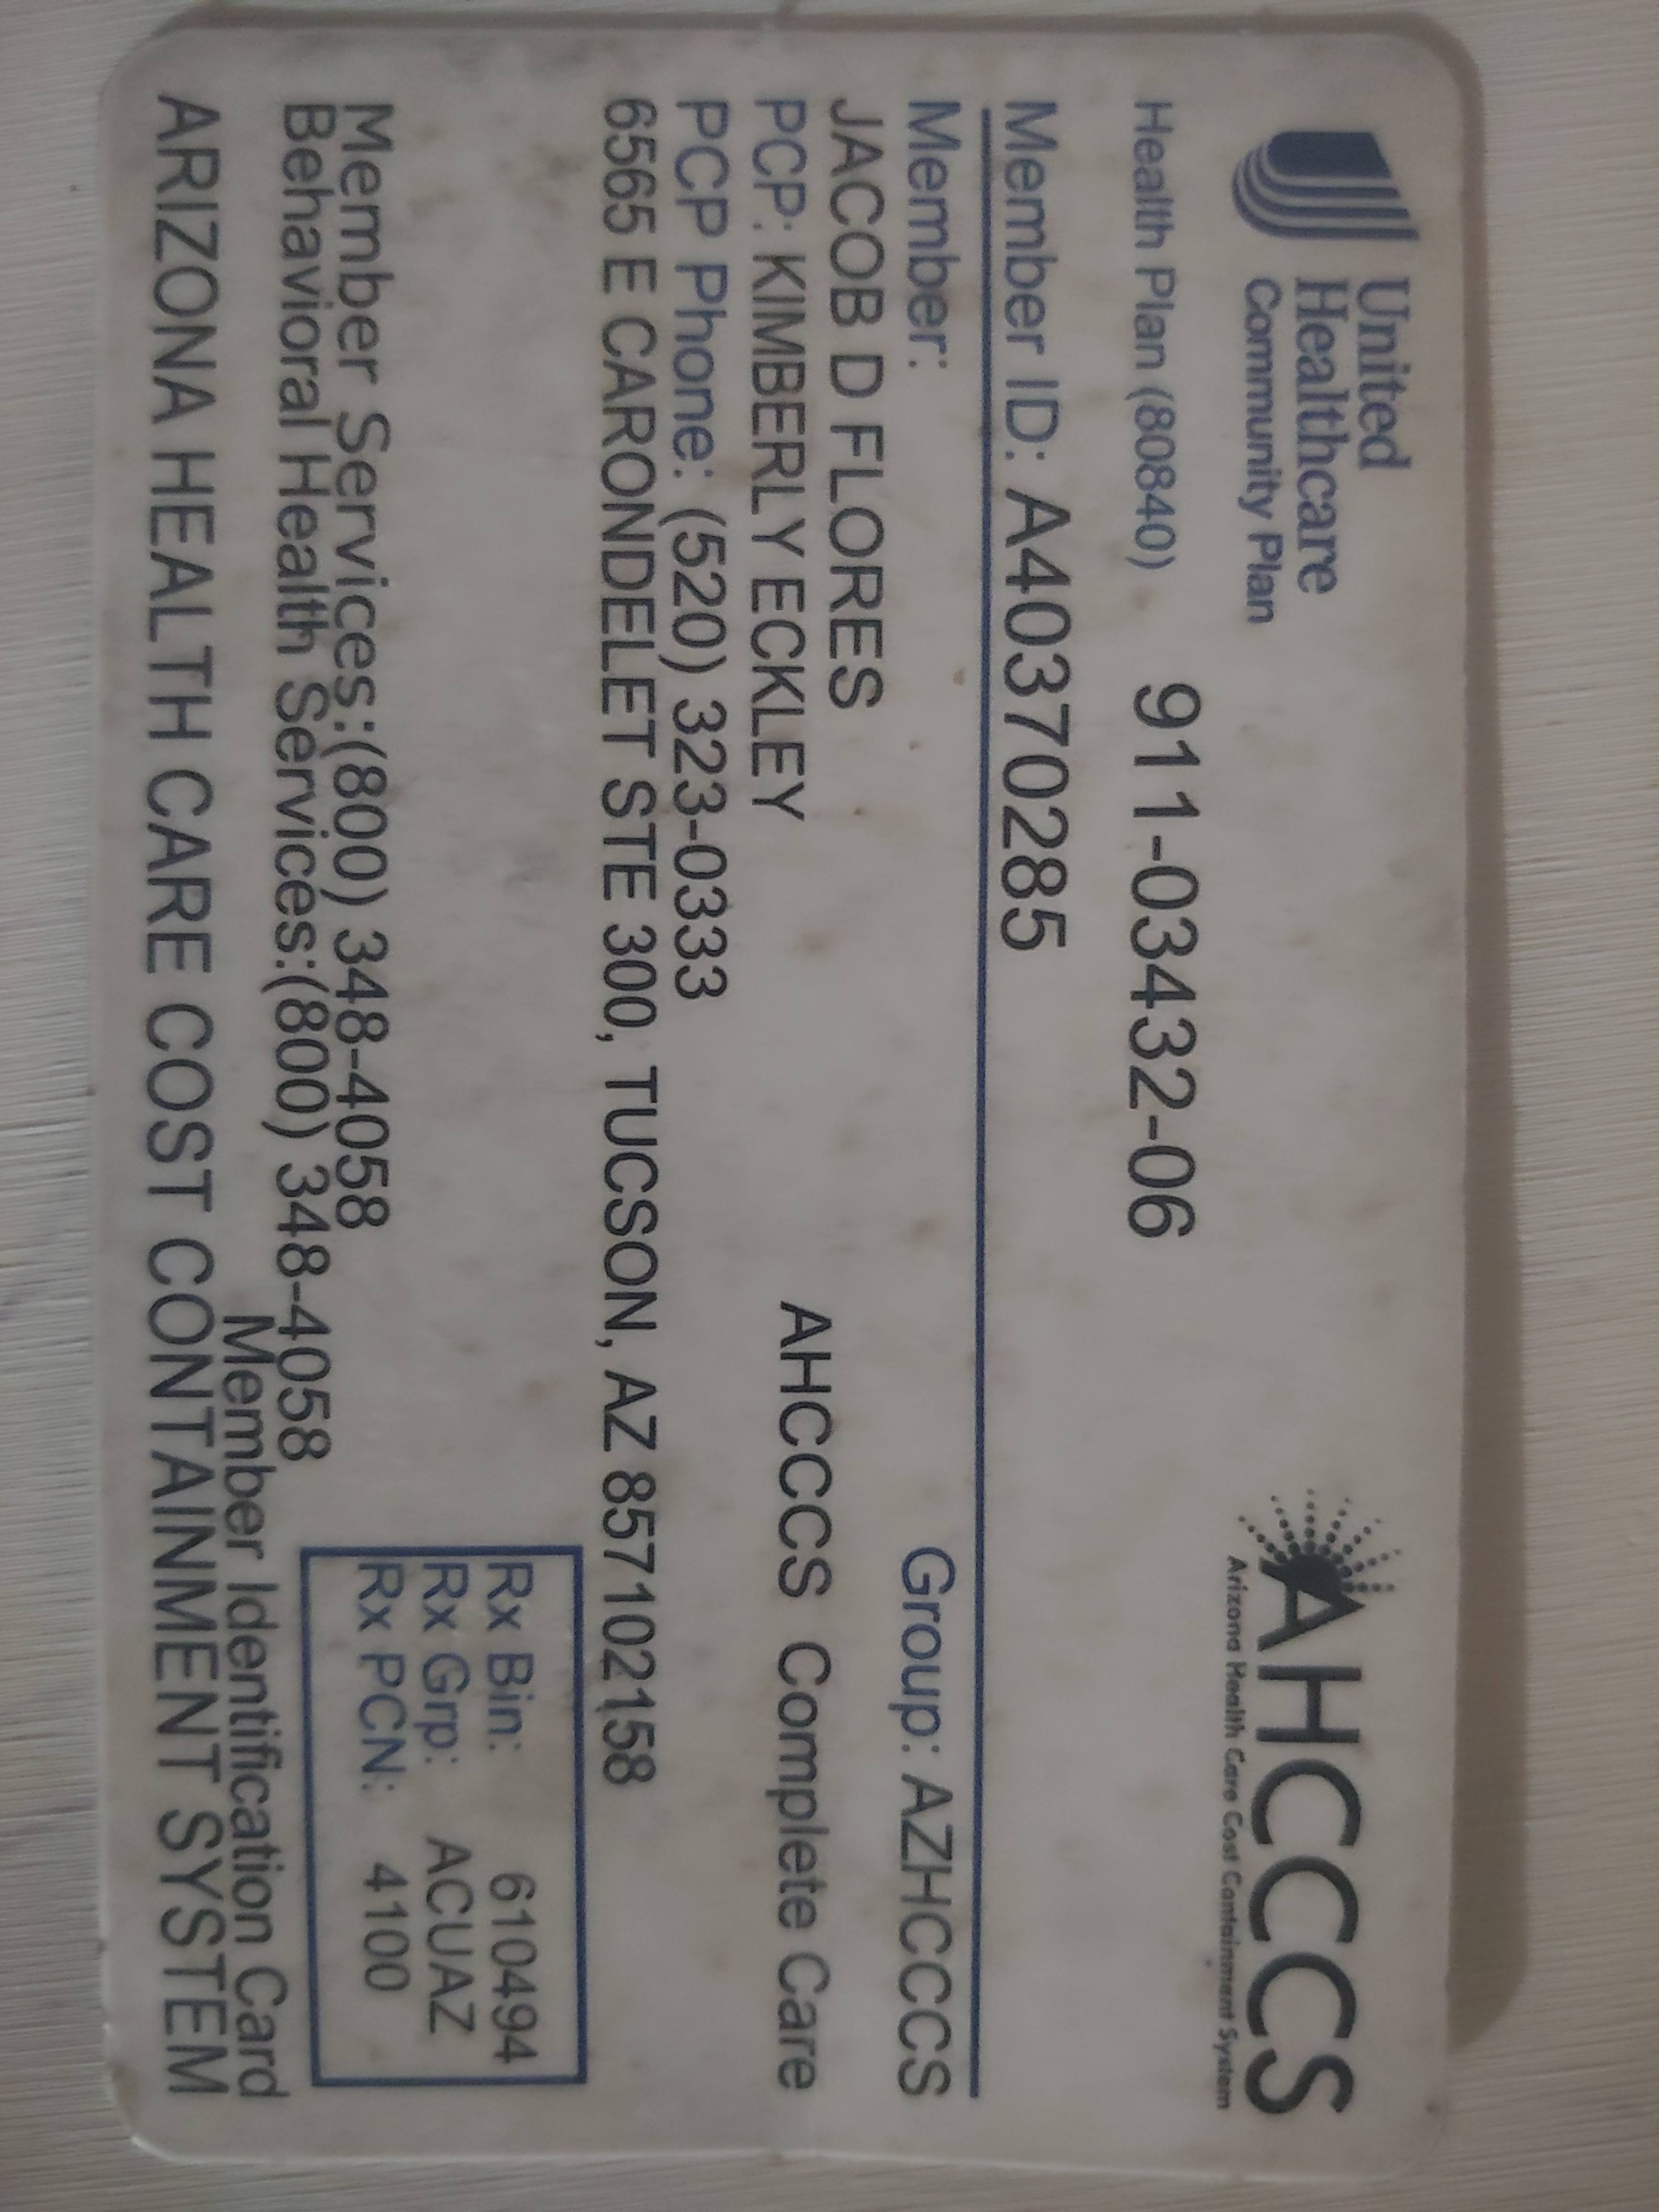 United
Healthcare
Community Plan
AHCCCS
Arizona Health Care Cost Containment System
Health Plan (80840) 911-03432-06
Member ID: A40370285
Member: Group: AZHCCCS
JACOB D FLORES
PCP: KIMBERLY ECKLEY AHCCCS Complete Care
PCP Phone: (520) 323-0333
6565 E CARONDELET STE 300, TUCSON, AZ 857102158
Rx Bin: 610494
Rx Grp: ACUAZ
Rx PCN: 4100
Member Services:(800) 348-4058
Behavioral Health Services:(800) 348-4058
Member Identification Card
ARIZONA HEALTH CARE COST CONTAINMENT SYSTEM